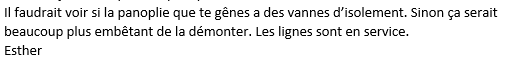 Il faudrait voir si la panoplie que te gênes a des vannes d’isolement. Sinon ça serait
beaucoup plus embêtant de la démonter. Les lignes sont en service.
Esther